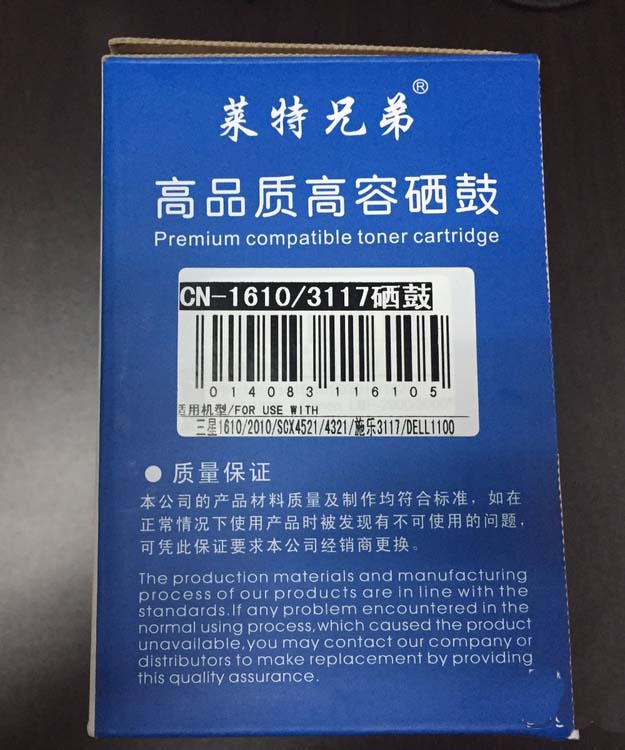 莱特兄弟®
高品质高容硒鼓
Premium compatible toner cartridge
CN-1610/3117硒鼓
014083116105
适用机型/FOR USE WITH
三星1610/2010/SCX4521/4321/施乐3117/DELL1100
● 质量保证
本公司的产品材料质量及制作均符合标准，如在
正常情况下使用产品时被发现有不可使用的问题，
可凭此保证要求本公司经销商更换。
The production materials and manufacturing
process of our products are in line with the
standards.If any problem encountered in the
normal using process,which caused the product
unavailable,you may contact our company or
distributors to make replacement by providing
this quality assurance.